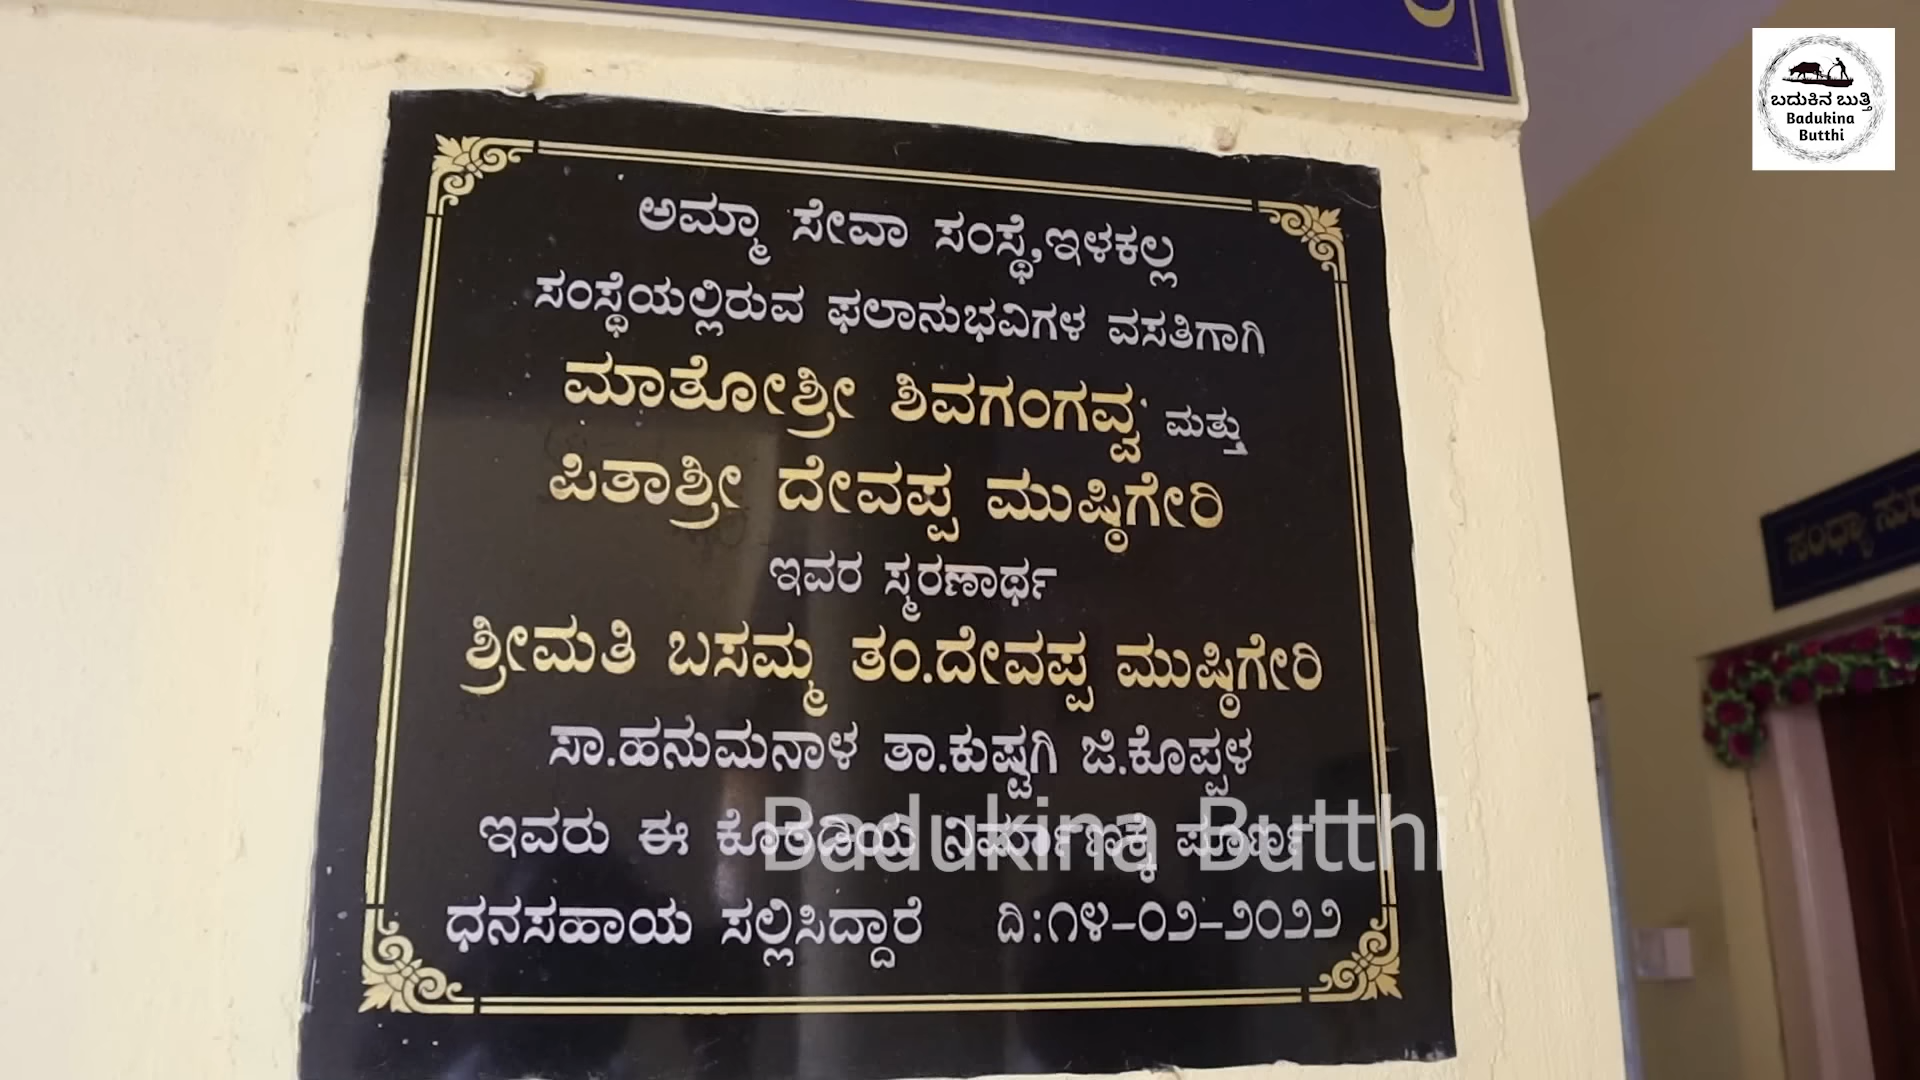 ಬದುಕಿನ ಬುತ್ತಿ
Badukina
Butthi
ಅಮ್ಮಾ ಸೇವಾ ಸಂಸ್ಥೆ,ಇಳಕಲ್ಲ
ಸಂಸ್ಥೆಯಲ್ಲಿರುವ ಫಲಾನುಭವಿಗಳ ವಸತಿಗಾಗಿ
ಮಾತೋಶ್ರೀ ಶಿವಗಂಗವ್ವ ಮತ್ತು
ಪಿತಾಶ್ರೀ ದೇವಪ್ಪ ಮುಷ್ಠಿಗೇರಿ
ಇವರ ಸ್ಮರಣಾರ್ಥ
ಶ್ರೀಮತಿ ಬಸಮ್ಮ ತಂ.ದೇವಪ್ಪ ಮುಷ್ಠಿಗೇರಿ
ಸಾ.ಹನುಮನಾಳ ತಾ.ಕುಷ್ಟಗಿ ಜಿ.ಕೊಪ್ಪಳ
ಇವರು ಈ ಕೊಠಡಿಯ ನಿರ್ಮಾಣಕ್ಕೆ ಪೂರ್ಣ
ಧನಸಹಾಯ ಸಲ್ಲಿಸಿದ್ದಾರೆ ದಿ:೧೪-೦೨-೨೦೨೨
Badukina Butthi
ಸಂಧ್ಯಾ